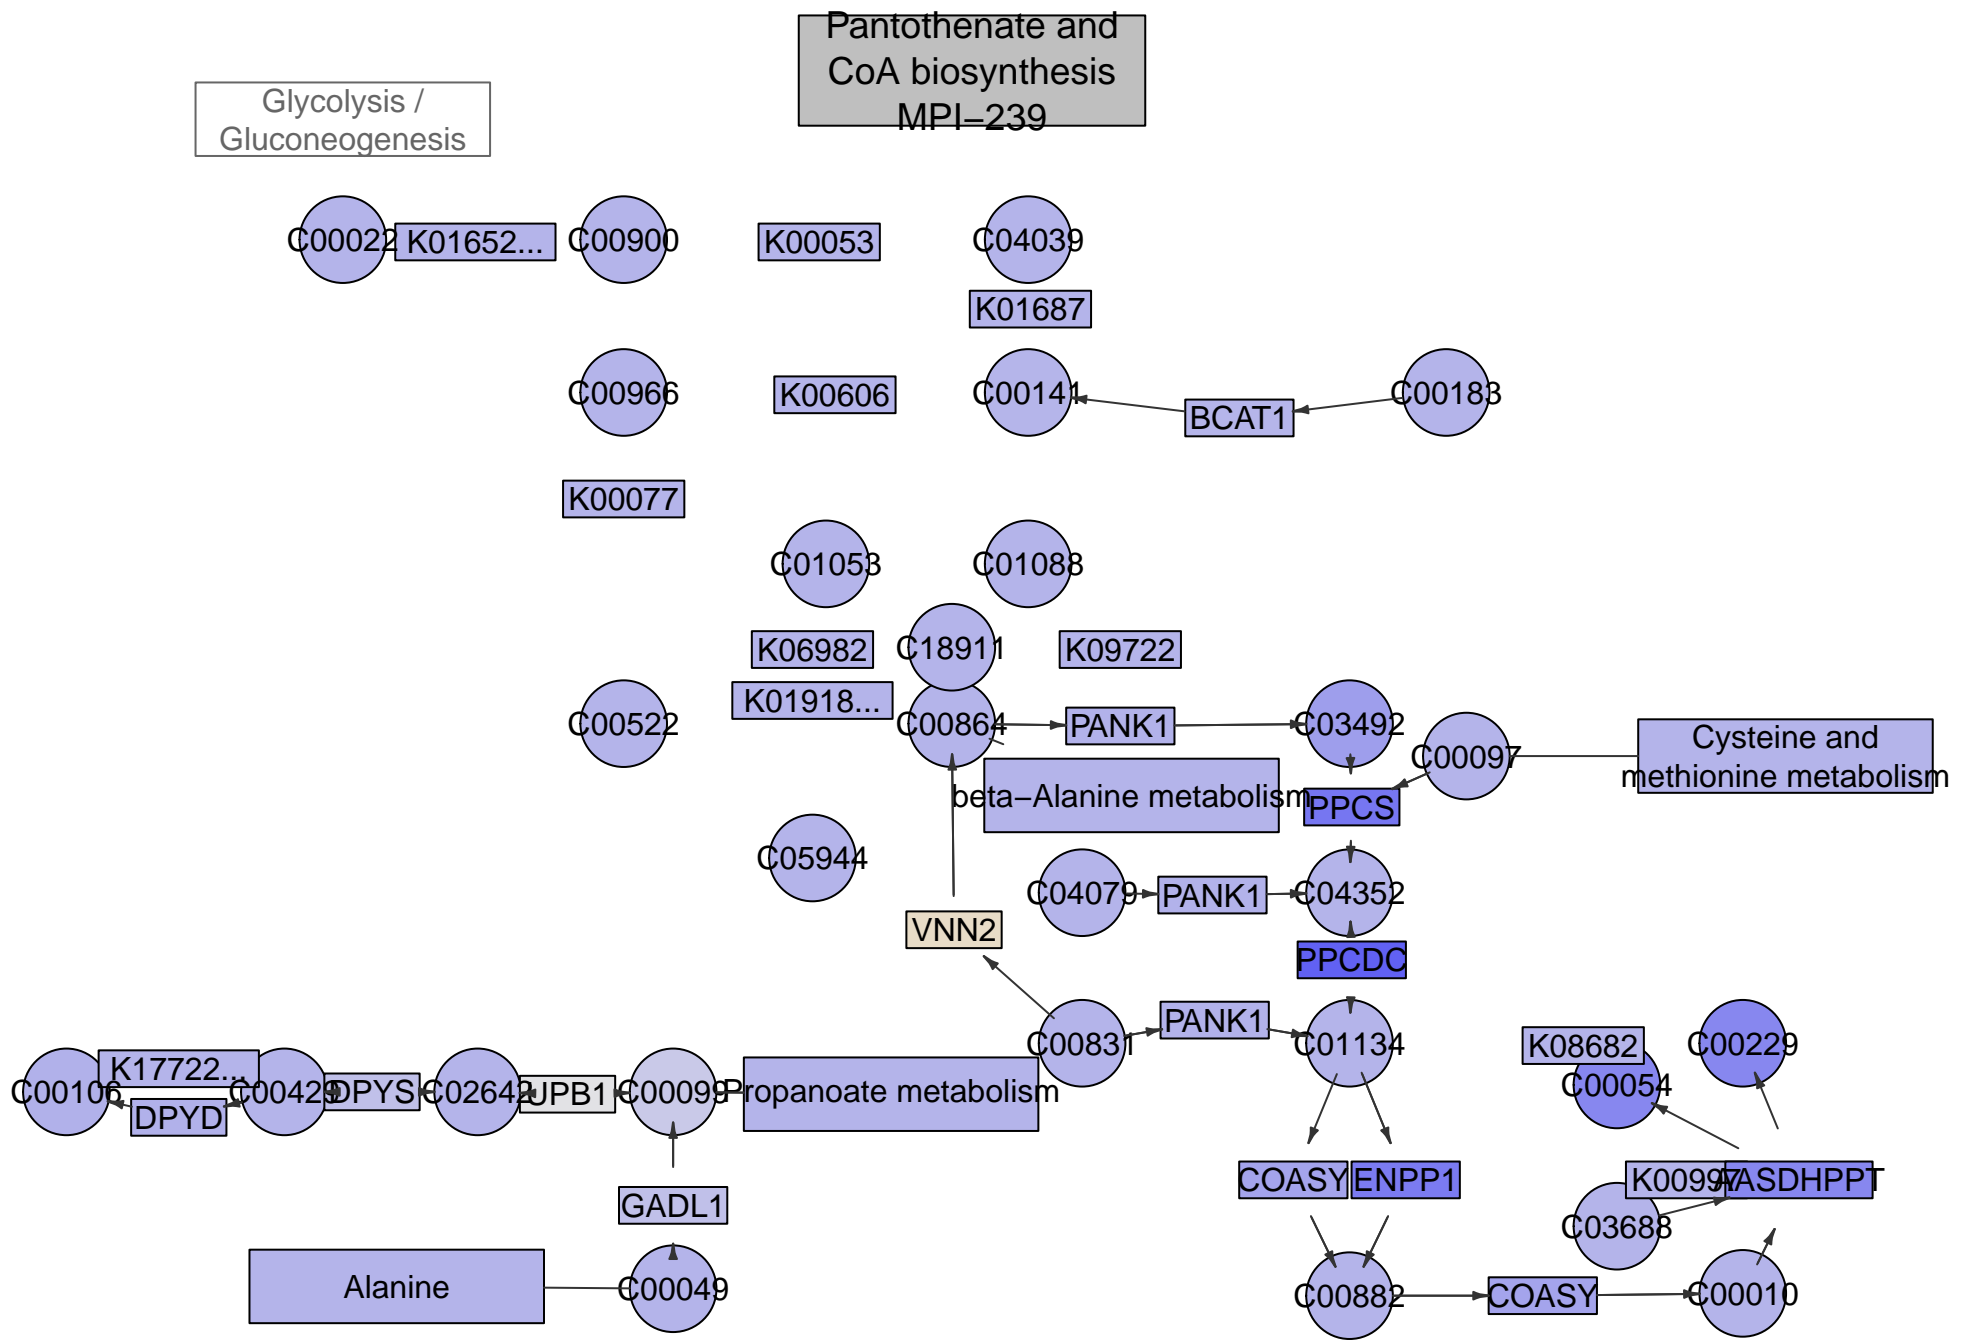 Pantothenate and
CoA biosynthesis
MPI−239
Glycolysis /
Gluconeogenesis
C00022
K01652...
C00900
K00053
C04039
K01687
C00966
K00606
C00141
BCAT1
C00183
K00077
C01053
C01088
K06982
C18911
K09722
K01918...
C00522
C00864
PANK1
C03492
C00097
Cysteine and
methionine metabolism
beta−Alanine metabolism
PPCS
C05944
C04079
PANK1
C04352
VNN2
PPCDC
C00831
PANK1
C01134
K08682
C00229
C00054
K17722...
C00106
DPYD
C00429
DPYS
C02642
UPB1
C00099
Propanoate metabolism
COASY
ENPP1
K00997
AASDHPPT
GADL1
C03688
Alanine
C00049
C00882
COASY
C00010